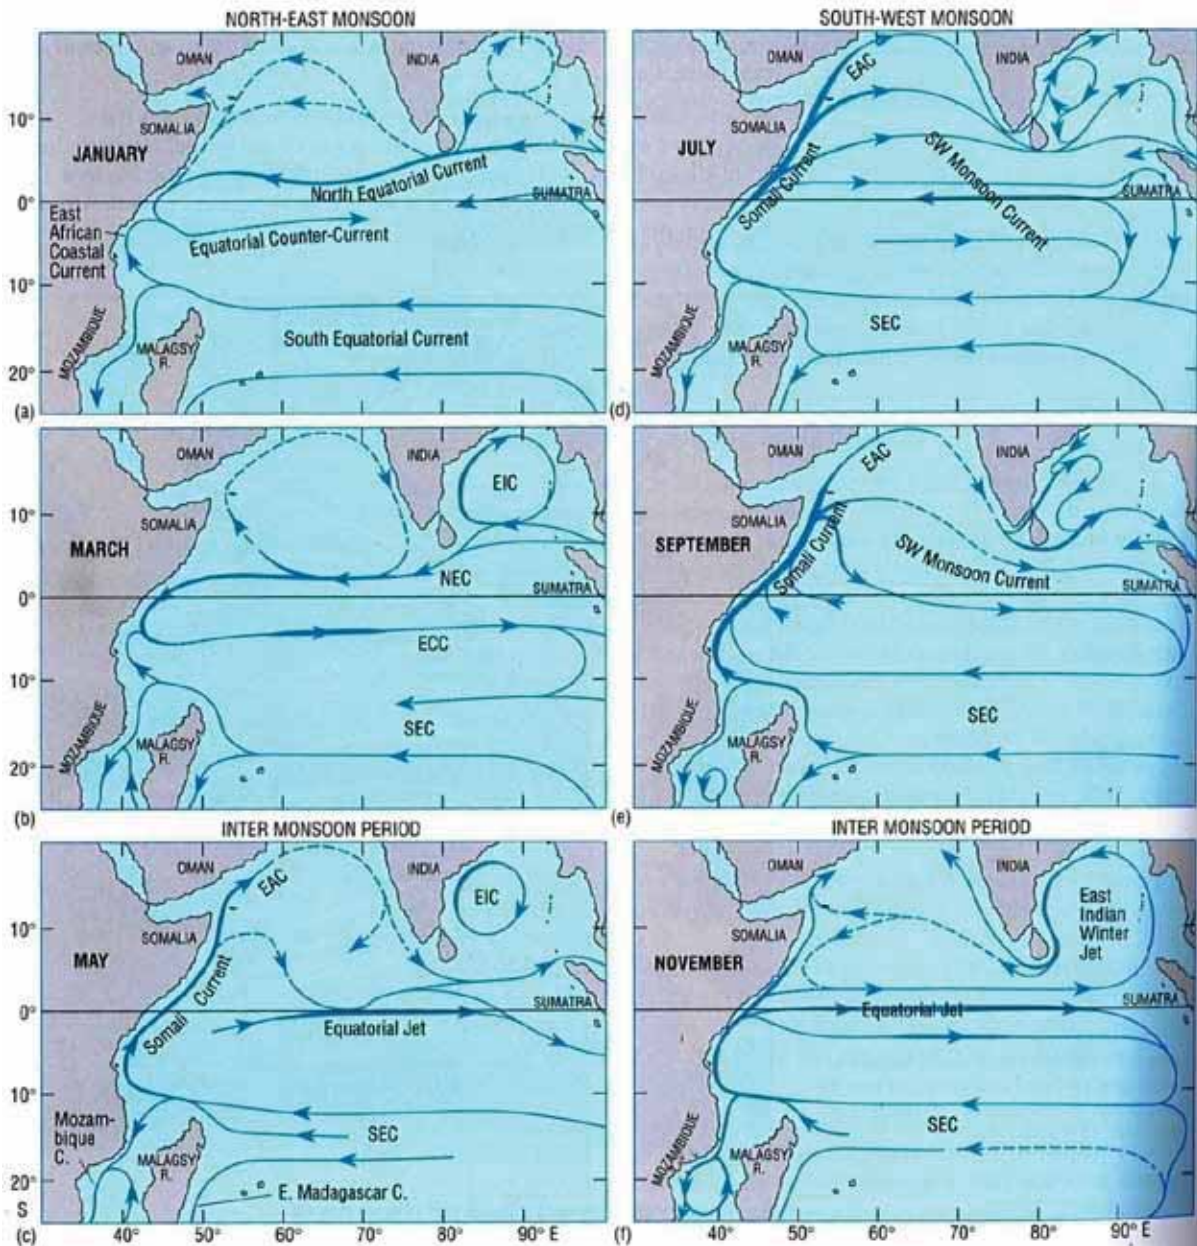 NORTH-EAST MONSOON
OMAN
INDIA
SOMALIA
10°
JANUARY
North Equatorial Current
SUMATRA
0°
East
African
Coastal
Current
Equatorial Counter-Current
10°
MOZAMBIQUE
MALAGSY
R.
South Equatorial Current
20°
(a)
OMAN
INDIA
EIC
10°
SOMALIA
MARCH
NEC
SUMATRA
0°
ECC
10°
SEC
MOZAMBIQUE
MALAGSY
R.
20°
(b)
INTER MONSOON PERIOD
OMAN
INDIA
EAC
EIC
10°
SOMALIA
MAY
Somali Current
0°
SUMATRA
Equatorial Jet
10°
Mozam-
bique
C.
SEC
MALAGSY
R.
20°
S
E. Madagascar C.
(c)
40°
50°
60°
70°
80°
90° E
SOUTH-WEST MONSOON
OMAN
INDIA
EAC
10°
SOMALIA
JULY
Somali Current
SW Monsoon Current
SUMATRA
0°
10°
MOZAMBIQUE
SEC
MALAGSY
R.
20°
(d)
OMAN
INDIA
EAC
10°
SOMALIA
SEPTEMBER
Somali Current
SW Monsoon Current
SUMATRA
0°
10°
SEC
MOZAMBIQUE
MALAGSY
R.
20°
(e)
INTER MONSOON PERIOD
OMAN
INDIA
East
Indian
Winter
Jet
10°
SOMALIA
NOVEMBER
SUMATRA
0°
Equatorial Jet
10°
SEC
MOZAMBIQUE
MALAGSY
R.
20°
(f)
40°
50°
60°
70°
80°
90° E